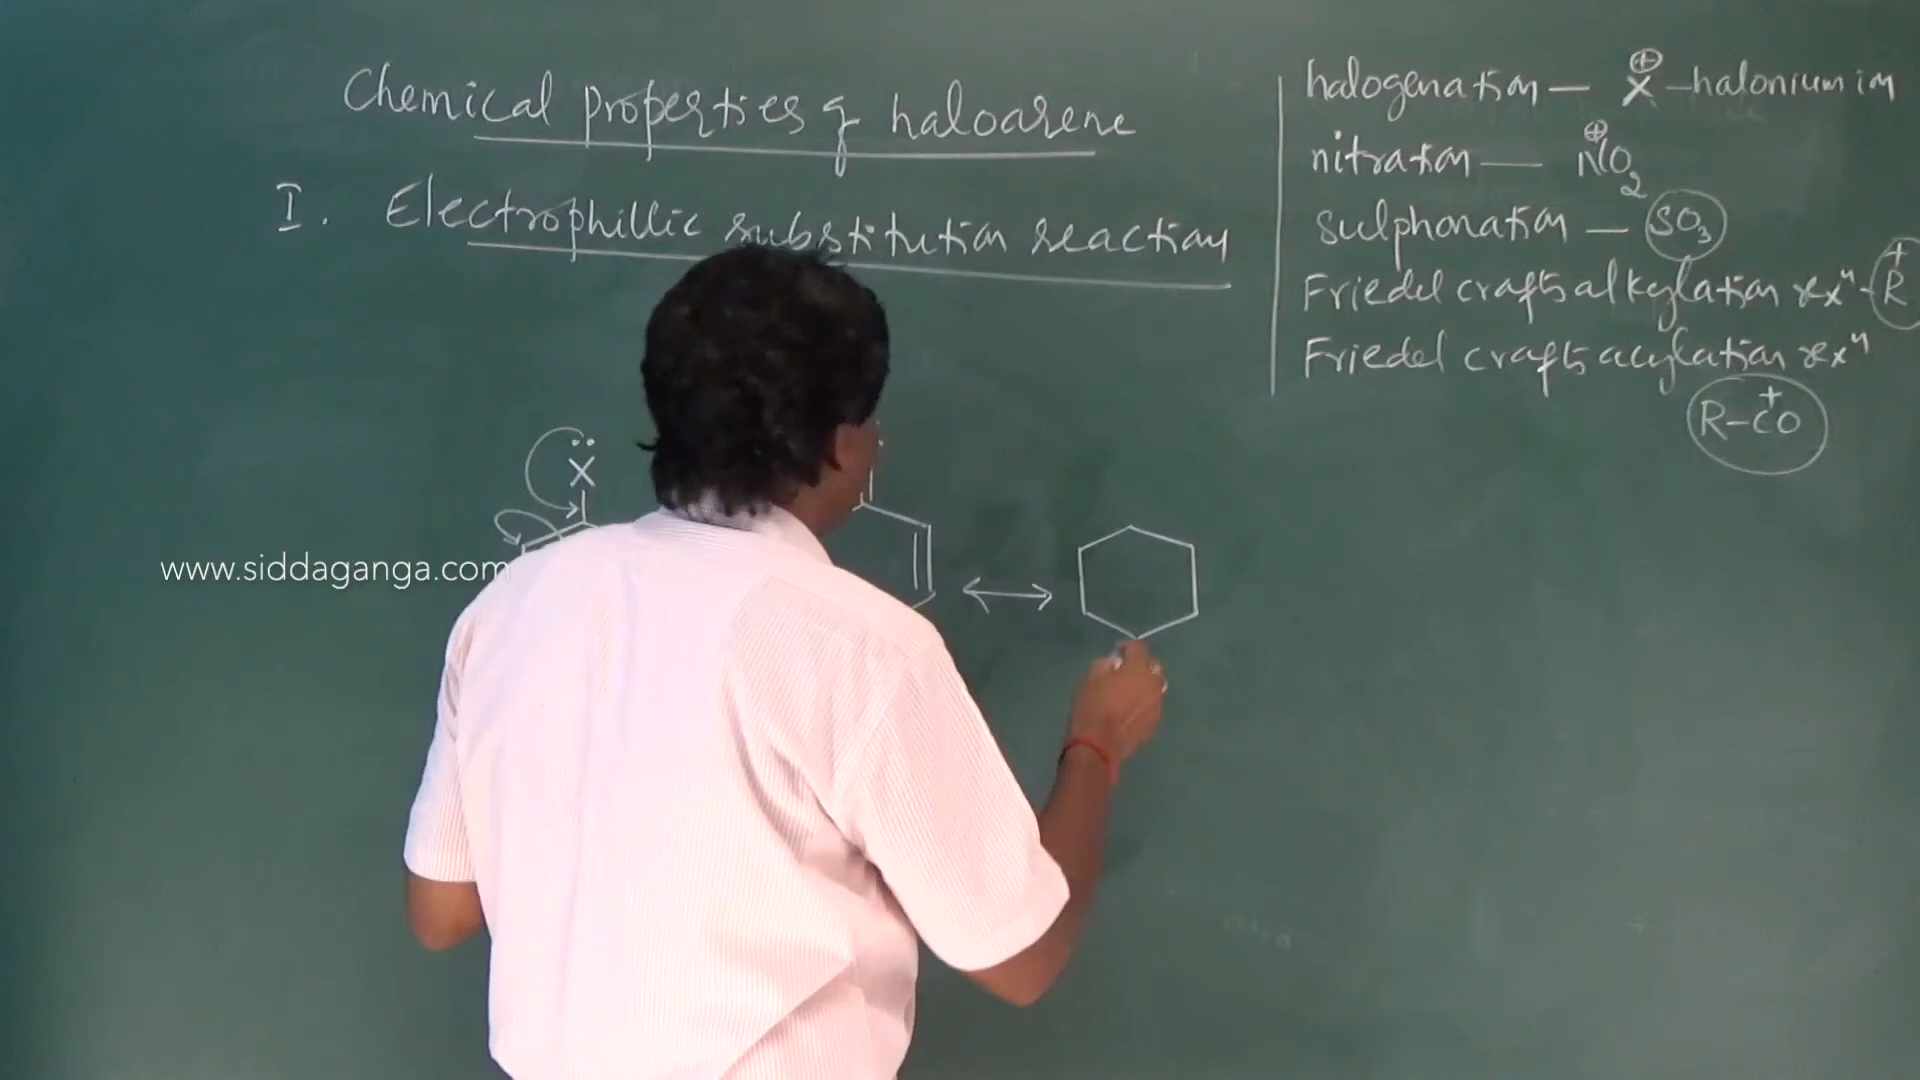 Chemical properties of haloarene
I. Electrophillic substitution reaction
halogenation — X⊕ – halonium ion
nitration — N⊕O2
sulphonation — SO3
Friedel crafts alkylation rxn - R+
Friedel crafts acylation rxn
R–C+O
X
www.siddaganga.com